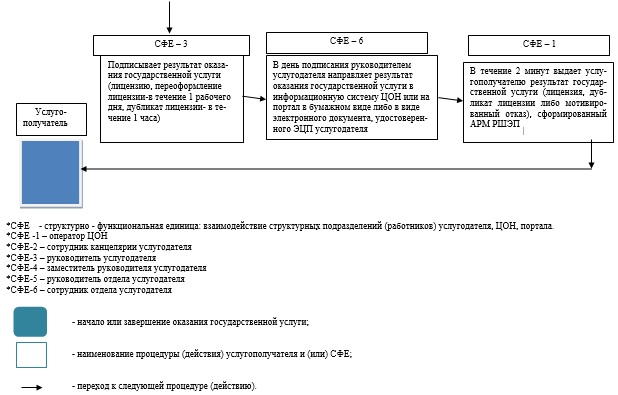 СФЕ – 3
Подписывает результат оказа-
ния государственной услуги
(лицензию, переоформление
лицензии-в течение 1 рабочего
дня, дубликат лицензии- в те-
чение 1 часа)
СФЕ – 6
В день подписания руководителем
услугодателя направляет результат
оказания государственной услуги в
информационную систему ЦОН или на
портал в бумажном виде либо в виде
электронного документа, удостоверен-
ного ЭЦП услугодателя
СФЕ – 1
В течение 2 минут выдает услу-
гополучателю результат государ-
ственной услуги (лицензия, дуб-
ликат лицензии либо мотивиро-
ванный отказ), сформированный
АРМ РШЭП
Услуго-
получатель
*СФЕ - структурно - функциональная единица: взаимодействие структурных подразделений (работников) услугодателя, ЦОН, портала.
*СФЕ -1 – оператор ЦОН
*СФЕ-2 – сотрудник канцелярии услугодателя
*СФЕ-3 – руководитель услугодателя
*СФЕ-4 – заместитель руководителя услугодателя
*СФЕ-5 – руководитель отдела услугодателя
*СФЕ-6 – сотрудник отдела услугодателя
- начало или завершение оказания государственной услуги;
- наименование процедуры (действия) услугополучателя и (или) СФЕ;
- переход к следующей процедуре (действию).